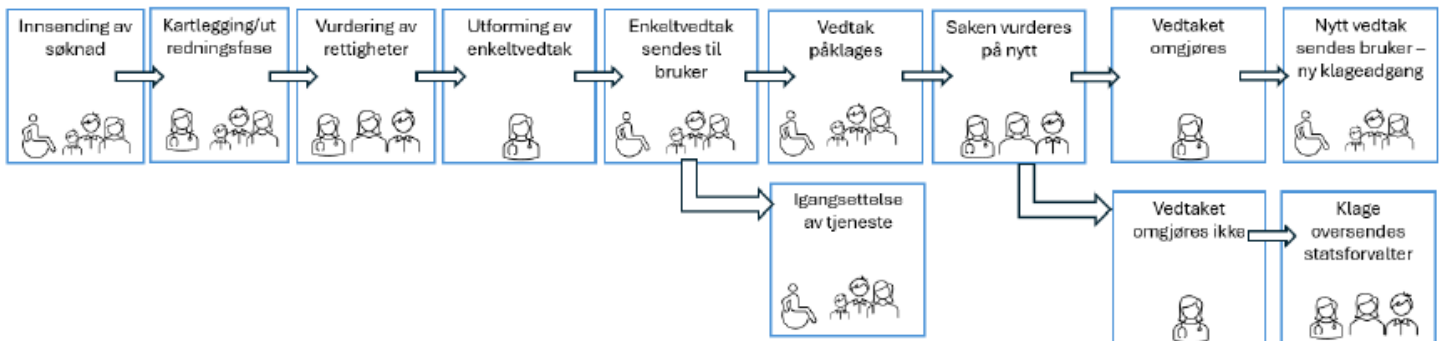 Innsending av
søknad
Kartlegging/ut
redningsfase
Vurdering av
rettigheter
Utforming av
enkeltvedtak
Enkeltvedtak
sendes til
bruker
Vedtak
påklages
Saken vurderes
på nytt
Vedtaket
omgjøres
Nytt vedtak
sendes bruker –
ny klageadgang
Igangsettelse
av tjeneste
Vedtaket
omgjøres ikke
Klage
oversendes
statsforvalter